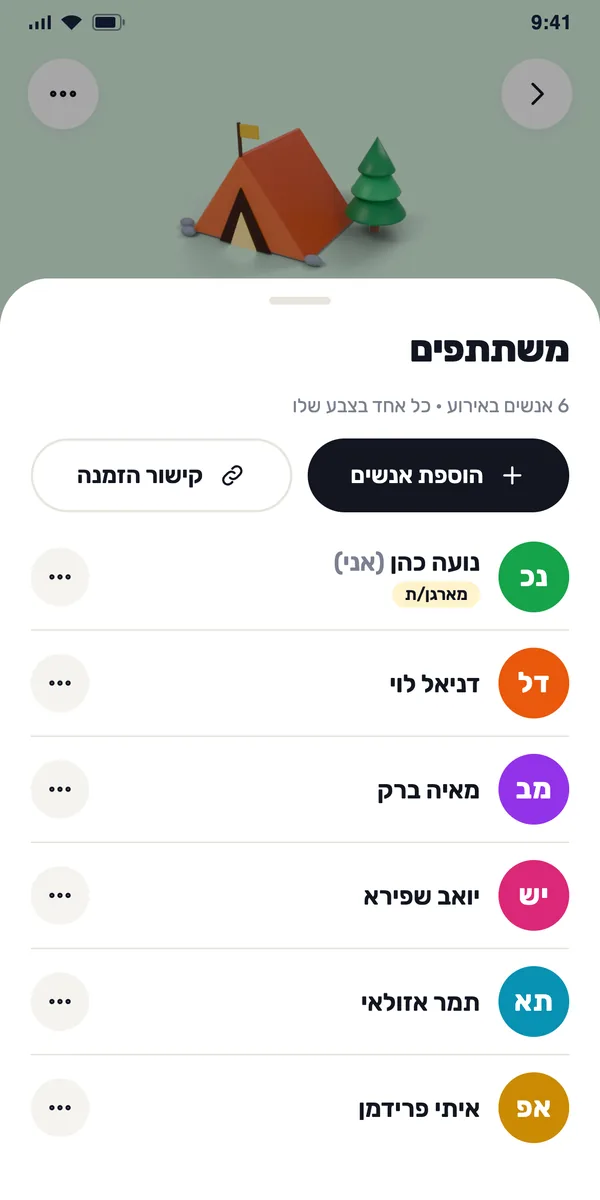 9:41
משתתפים
6 אנשים באירוע • כל אחד בצבע שלו
הוספת אנשים
קישור הזמנה
נכ
נועה כהן (אני)
מארגן/ת
דל
דניאל לוי
מב
מאיה ברק
יש
יואב שפירא
תא
תמר אזולאי
אפ
איתי פרידמן